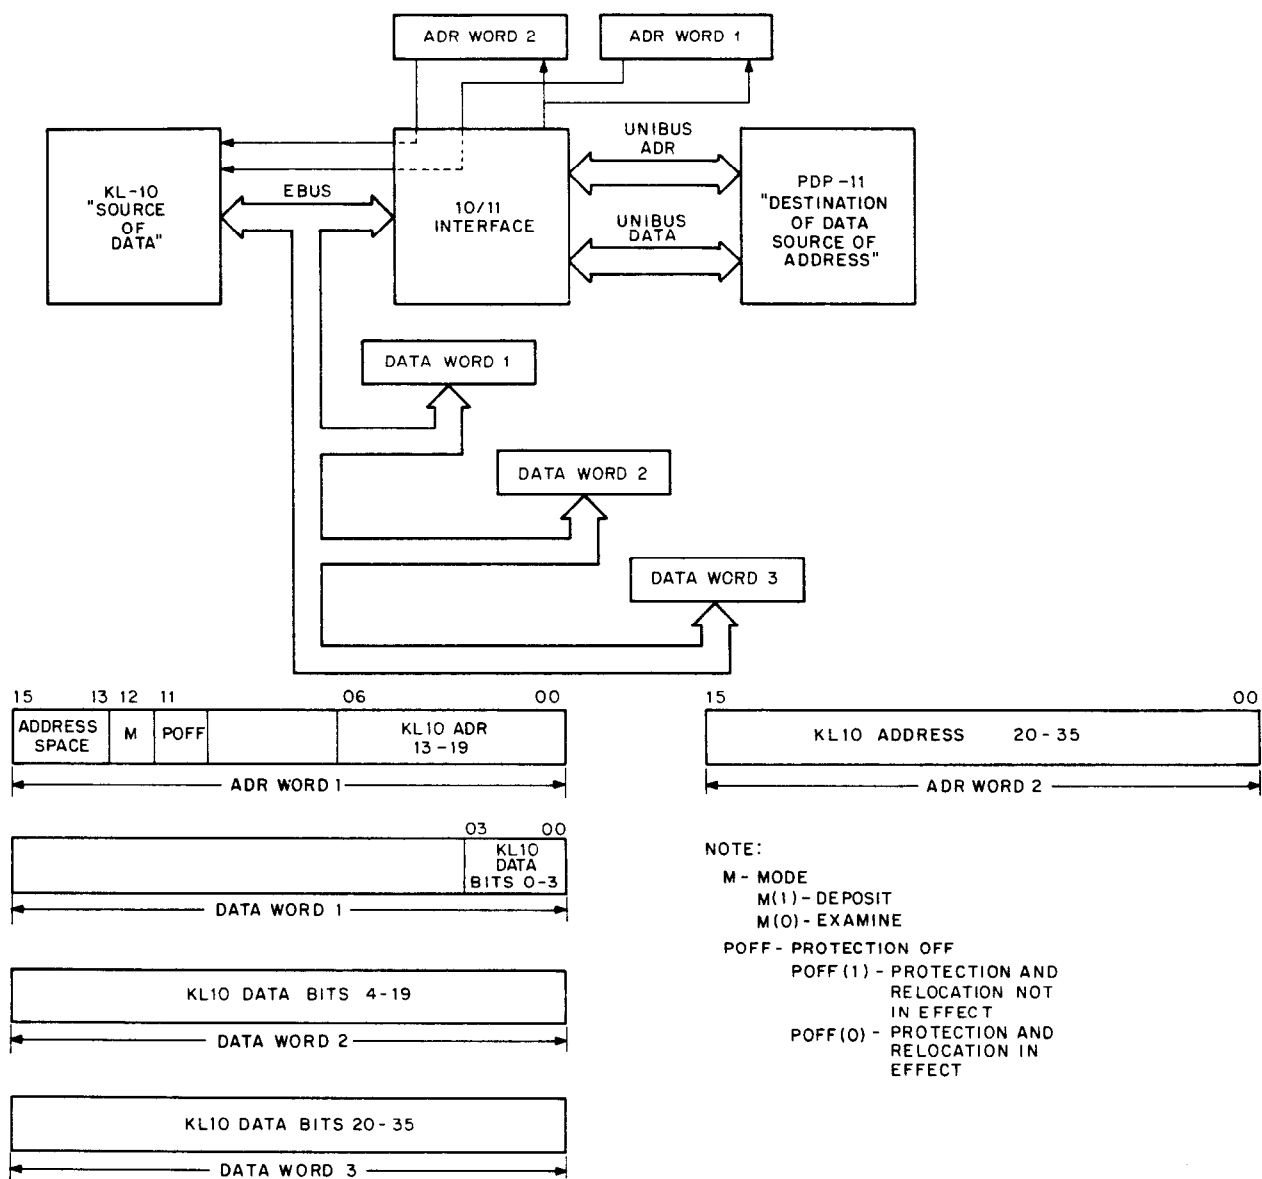 ADR WORD 2
ADR WORD 1
KL-10
"SOURCE
OF
DATA"
EBUS
10/11
INTERFACE
UNIBUS
ADR
UNIBUS
DATA
PDP-11
"DESTINATION
OF DATA
SOURCE OF
ADDRESS"
DATA WORD 1
DATA WORD 2
DATA WORD 3
15 13 12 11 06 00
ADDRESS
SPACE
M
POFF
KL10 ADR
13-19
ADR WORD 1
15 00
KL10 ADDRESS 20-35
ADR WORD 2
03 00
KL10
DATA
BITS 0-3
DATA WORD 1
KL10 DATA BITS 4-19
DATA WORD 2
KL10 DATA BITS 20-35
DATA WORD 3
NOTE:
M- MODE
M(1)- DEPOSIT
M(0)- EXAMINE
POFF- PROTECTION OFF
POFF(1)- PROTECTION AND
RELOCATION NOT
IN EFFECT
POFF(0)- PROTECTION AND
RELOCATION IN
EFFECT